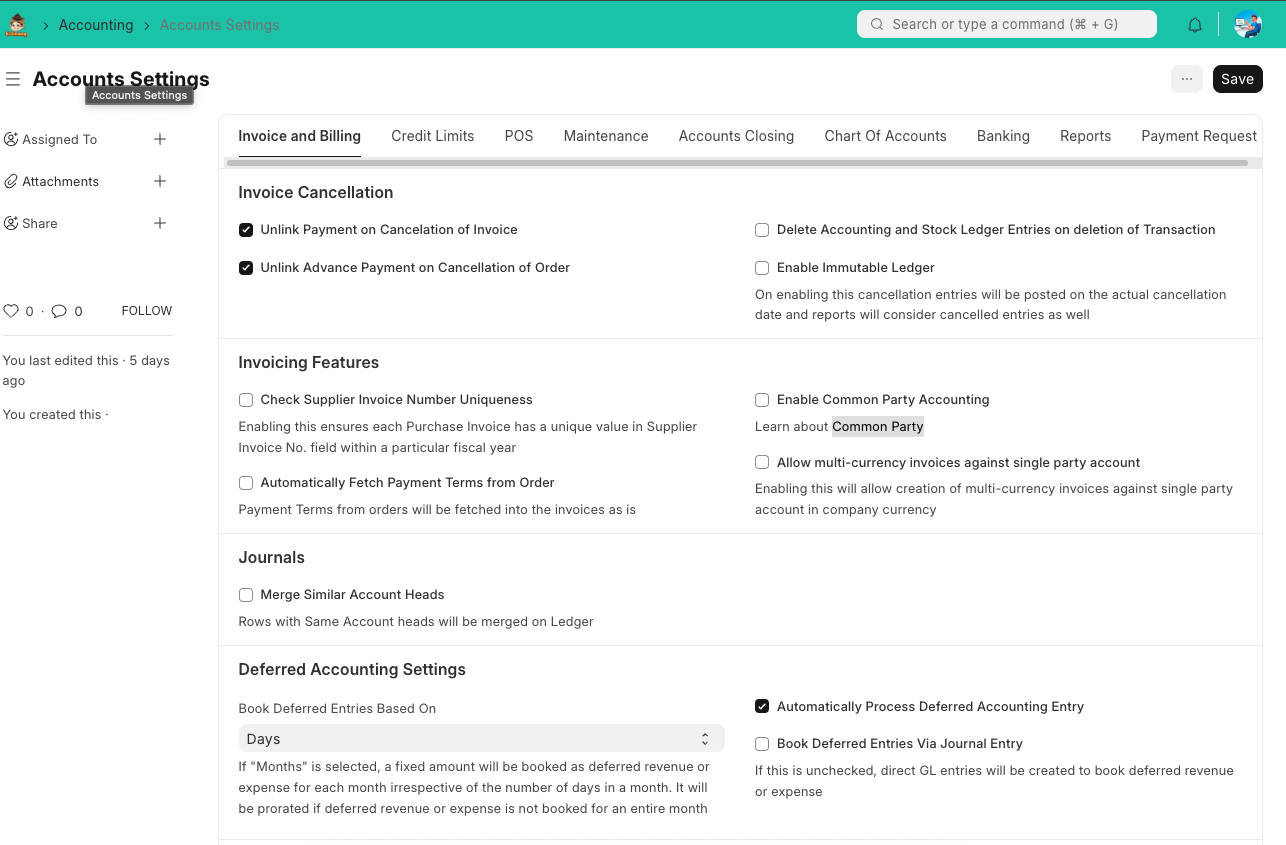 Accounting
Accounts Settings
Search or type a command (⌘ + G)
Accounts Settings
Accounts Settings
...
Save
Assigned To
Attachments
Share
0 · 0 FOLLOW
You last edited this · 5 days
ago
You created this ·
Invoice and Billing Credit Limits POS Maintenance Accounts Closing Chart Of Accounts Banking Reports Payment Request
Invoice Cancellation
Unlink Payment on Cancelation of Invoice
Unlink Advance Payment on Cancellation of Order
Delete Accounting and Stock Ledger Entries on deletion of Transaction
Enable Immutable Ledger
On enabling this cancellation entries will be posted on the actual cancellation
date and reports will consider cancelled entries as well
Invoicing Features
Check Supplier Invoice Number Uniqueness
Enabling this ensures each Purchase Invoice has a unique value in Supplier
Invoice No. field within a particular fiscal year
Automatically Fetch Payment Terms from Order
Payment Terms from orders will be fetched into the invoices as is
Enable Common Party Accounting
Learn about Common Party
Allow multi-currency invoices against single party account
Enabling this will allow creation of multi-currency invoices against single party
account in company currency
Journals
Merge Similar Account Heads
Rows with Same Account heads will be merged on Ledger
Deferred Accounting Settings
Book Deferred Entries Based On
Days
If "Months" is selected, a fixed amount will be booked as deferred revenue or
expense for each month irrespective of the number of days in a month. It will
be prorated if deferred revenue or expense is not booked for an entire month
Automatically Process Deferred Accounting Entry
Book Deferred Entries Via Journal Entry
If this is unchecked, direct GL entries will be created to book deferred revenue
or expense